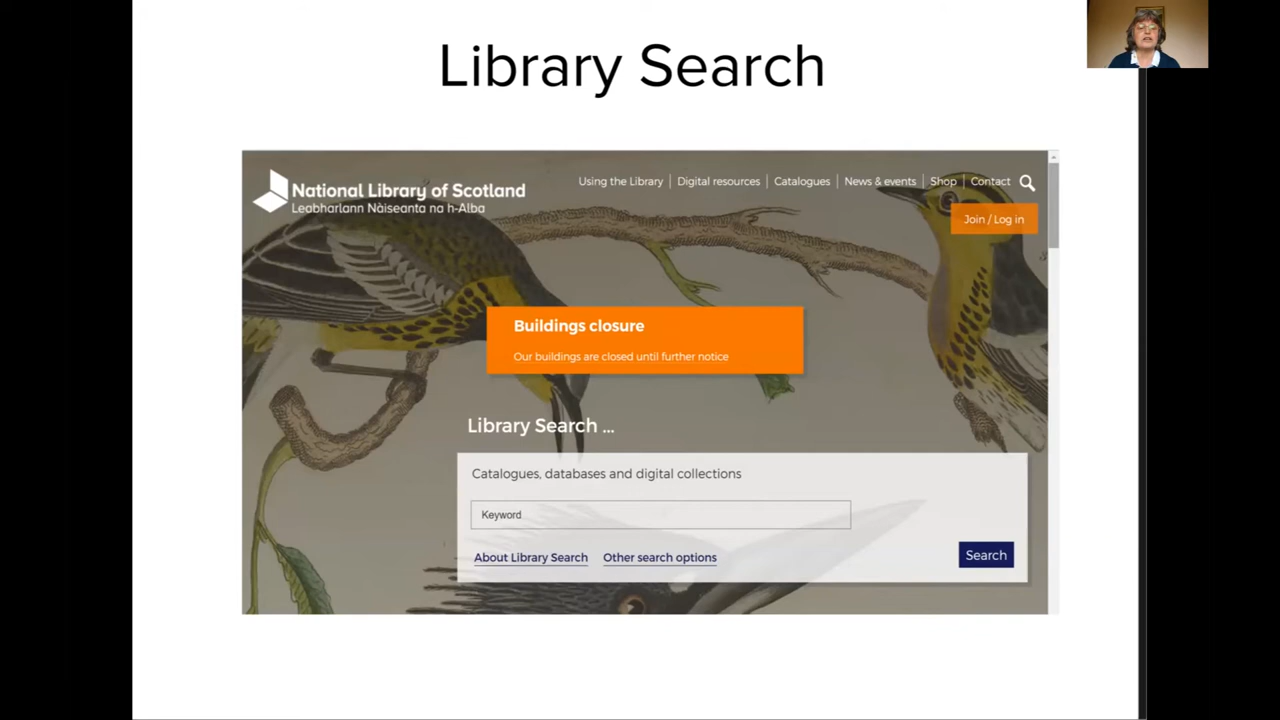 Library Search
National Library of Scotland
Leabharlann Nàiseanta na h-Alba
Using the Library
Digital resources
Catalogues
News & events
Shop
Contact
Join / Log in
Buildings closure
Our buildings are closed until further notice
Library Search ...
Catalogues, databases and digital collections
Keyword
About Library Search
Other search options
Search